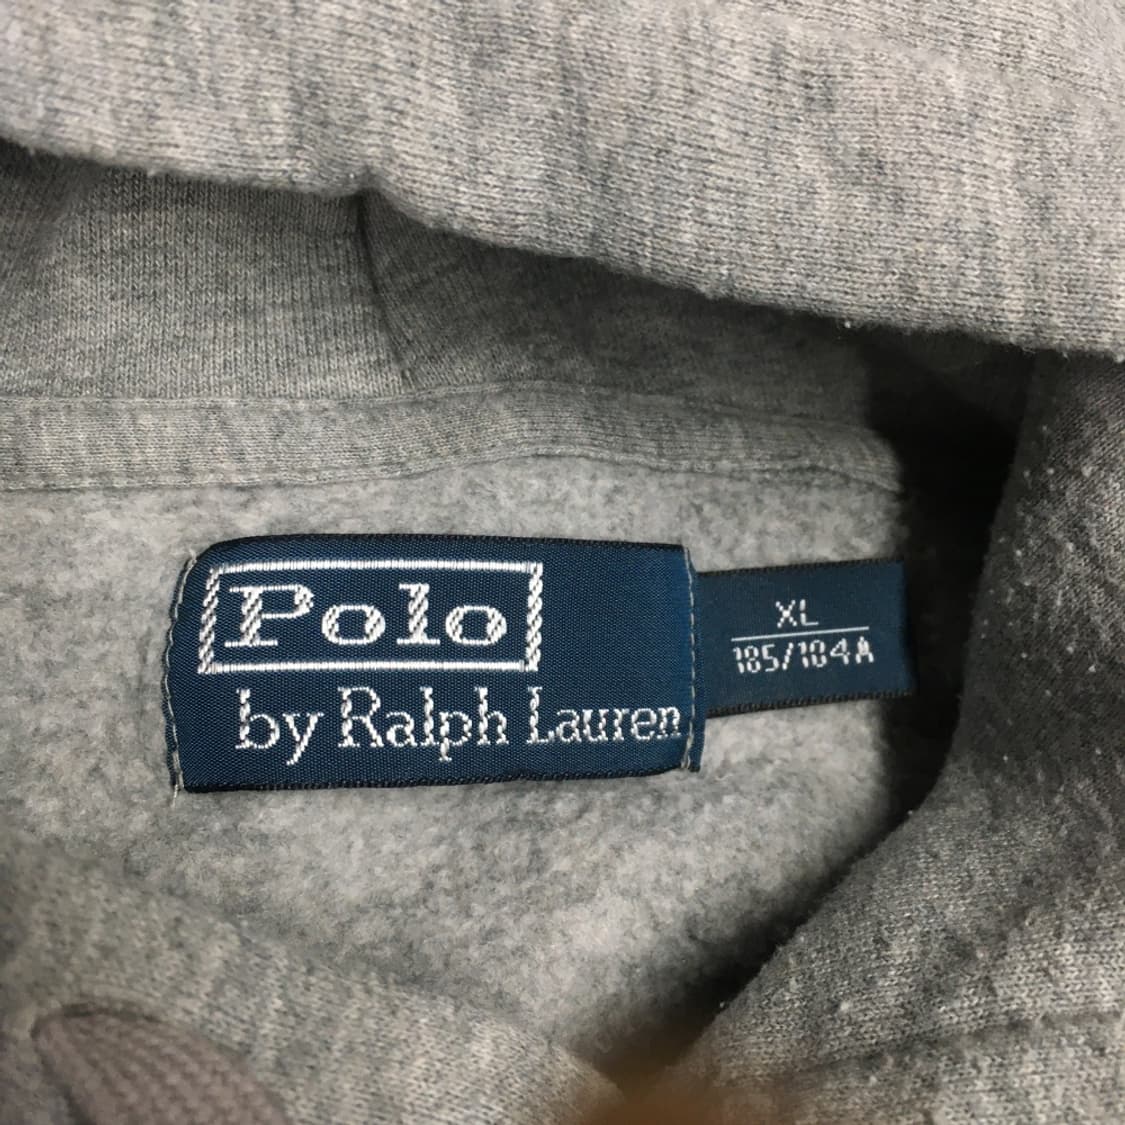 Polo
by Ralph Lauren
XL
185/104A